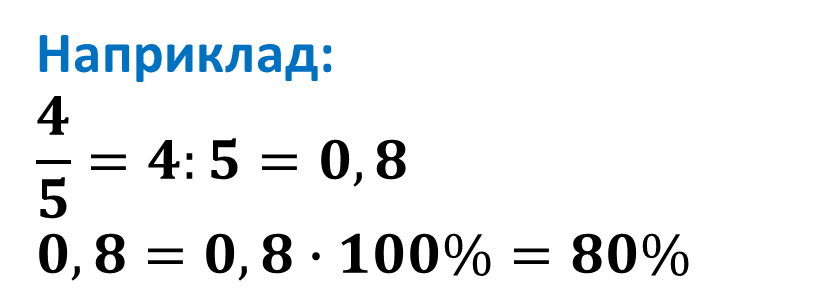 Наприклад:
4/5 = 4: 5 = 0, 8
0, 8 = 0, 8 · 100% = 80%